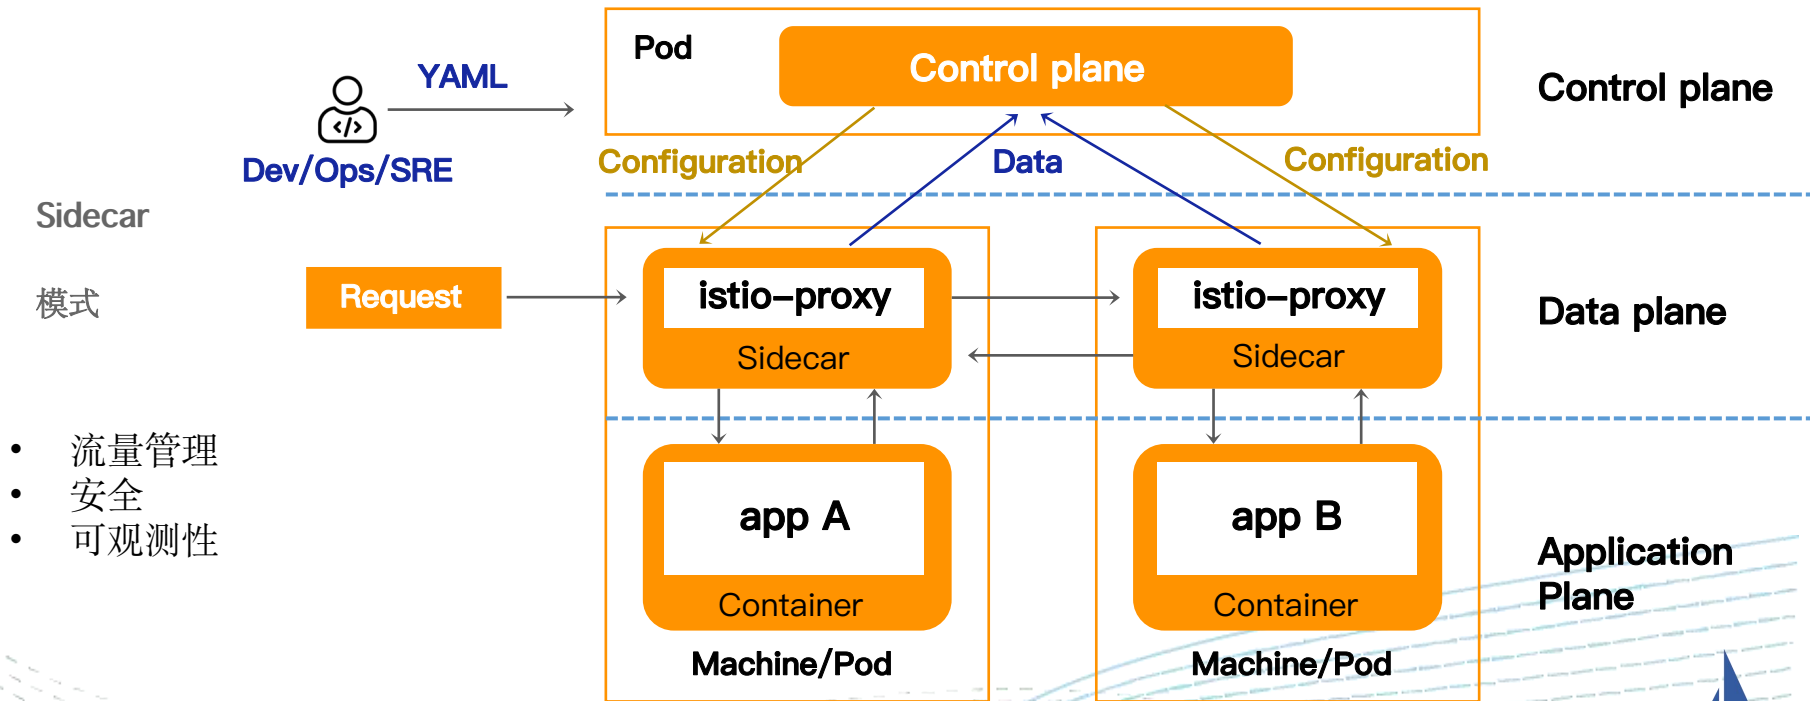 Pod
Control plane
Control plane
YAML
</>
Dev/Ops/SRE
Configuration
Data
Configuration
Sidecar
模式
Request
istio-proxy
Sidecar
istio-proxy
Sidecar
Data plane
• 流量管理
• 安全
• 可观测性
app A
Container
app B
Container
Application
Plane
Machine/Pod
Machine/Pod